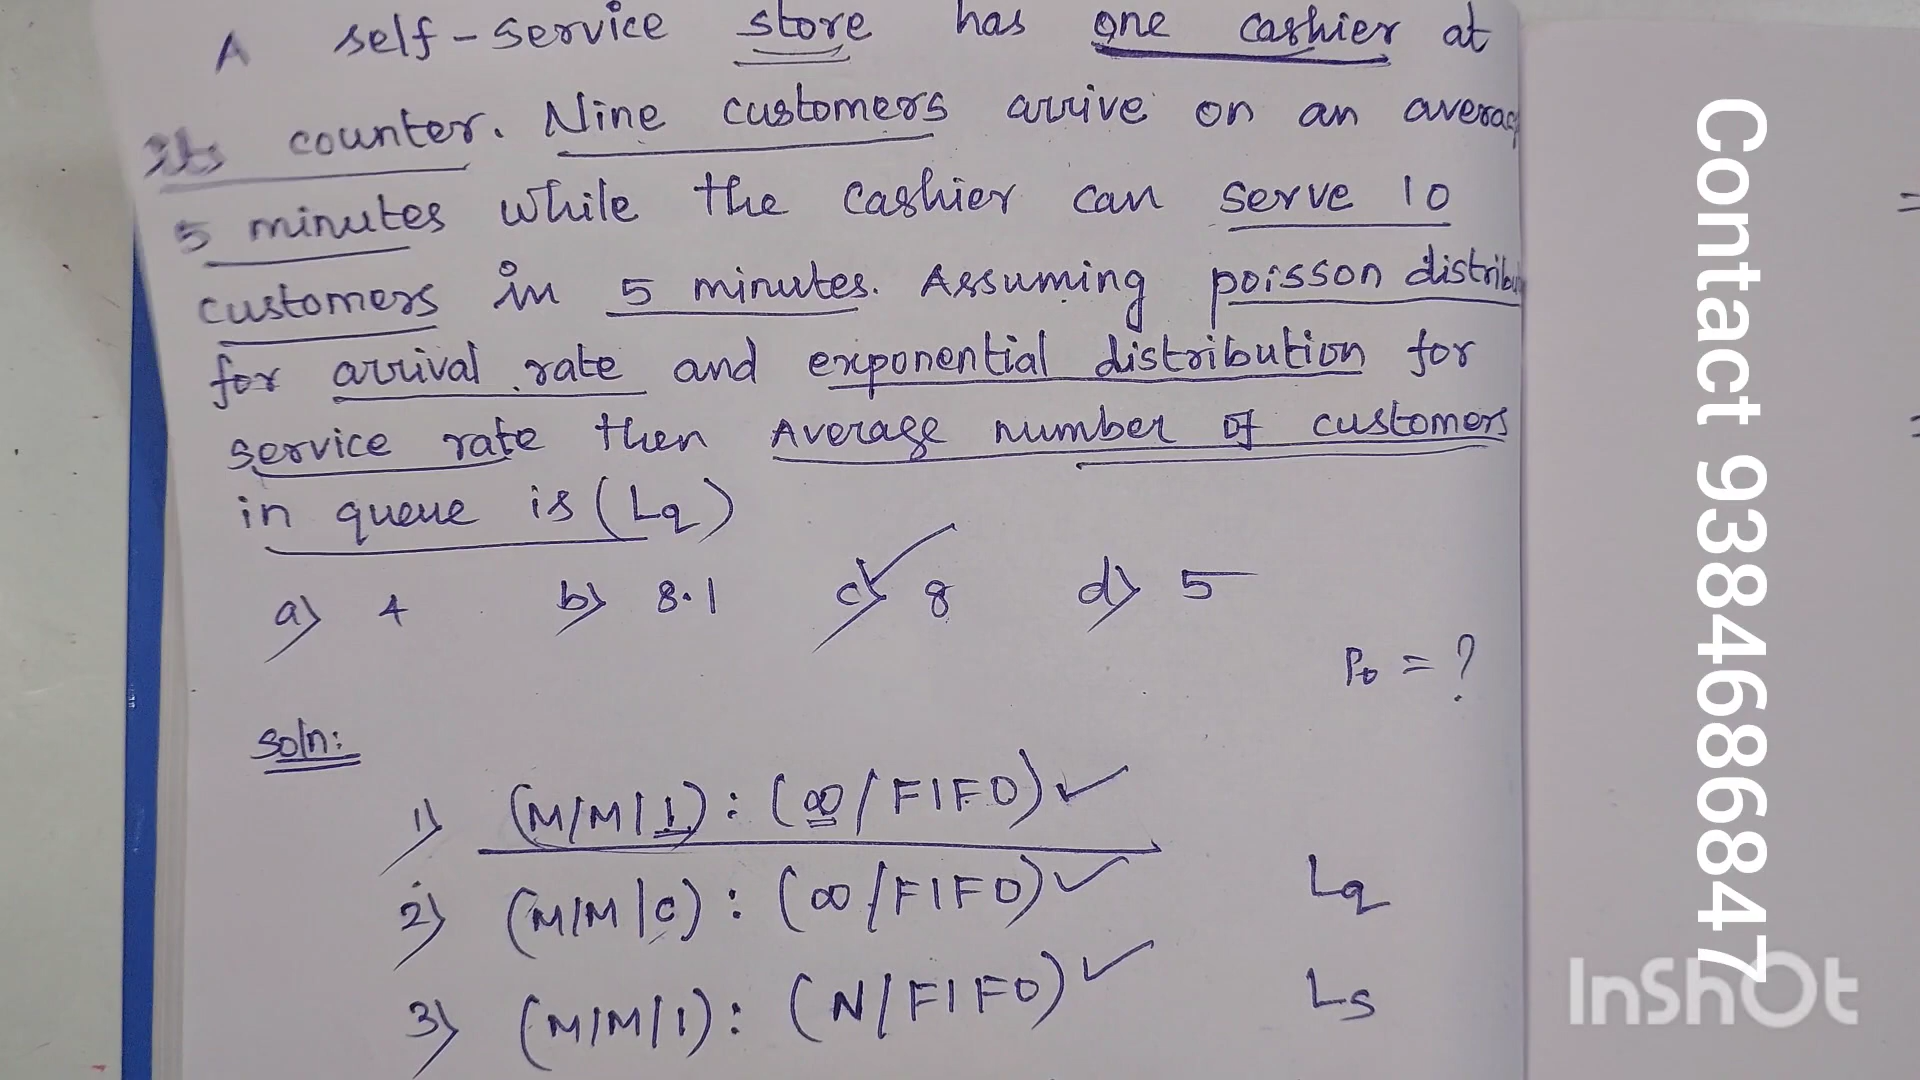 A self-service store has one cashier at
its counter. Nine customers arrive on an averag
5 minutes while the cashier can serve 10
customers in 5 minutes. Assuming poisson distribu
for arrival rate and exponential distribution for
service rate then Average number of customers
in queue is (Lq)
a) 4 b) 8.1 c) 8 d) 5
P0 = ?
Soln:
1) (M/M/1) : (∞/FIFO) ✓
2) (M/M/c) : (∞/FIFO) ✓
Lq
3) (M/M/1) : (N/FIFO) ✓
Ls
Contact 9384686847
InShOt